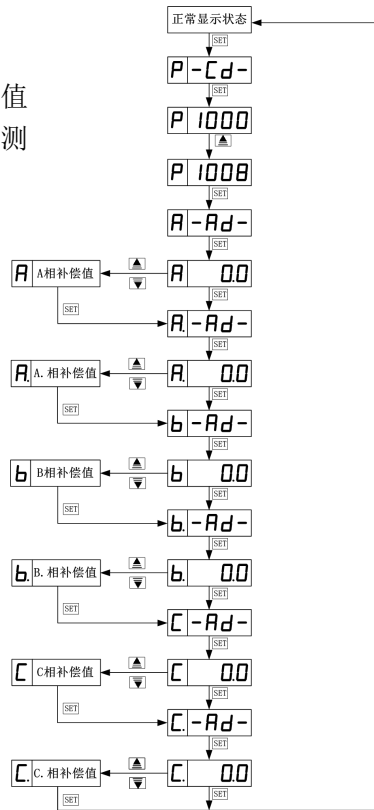 正常显示状态
SET
P -Cd-
值
SET
测
P 1000
P 1008
SET
A -Ad-
SET
A A相补偿值
A 0.0
SET
SET
A. -Ad-
SET
A. A.相补偿值
A. 0.0
SET
SET
b -Ad-
SET
b B相补偿值
b 0.0
SET
SET
b. -Ad-
SET
b. B.相补偿值
b. 0.0
SET
SET
C -Ad-
SET
C C相补偿值
C 0.0
SET
SET
C. -Ad-
SET
C. C.相补偿值
C. 0.0
SET
SET